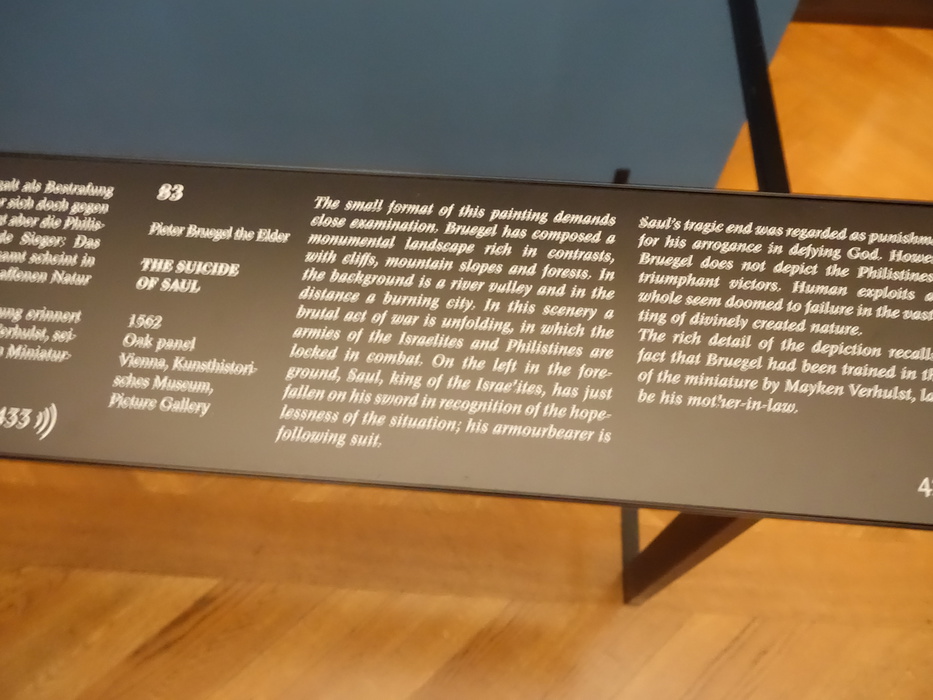 als Bestrafung
r sich doch gegen
t aber die Philis-
de Sieger: Das
amt scheint in
affenen Natur
ung erinnert
Verhulst, sei-
n Miniatur-
433
83
Pieter Bruegel the Elder
THE SUICIDE
OF SAUL
1562
Oak panel
Vienna, Kunsthistori-
sches Museum,
Picture Gallery
The small format of this painting demands
close examination. Bruegel has composed a
monumental landscape rich in contrasts,
with cliffs, mountain slopes and forests. In
the background is a river valley and in the
distance a burning city. In this scenery a
brutal act of war is unfolding, in which the
armies of the Israelites and Philistines are
locked in combat. On the left in the fore-
ground, Saul, king of the Israelites, has just
fallen on his sword in recognition of the hope-
lessness of the situation; his armourbearer is
following suit.
Saul's tragic end was regarded as punishm
for his arrogance in defying God. Howe
Bruegel does not depict the Philistines
triumphant victors. Human exploits a
whole seem doomed to failure in the vast
ting of divinely created nature.
The rich detail of the depiction recall
fact that Bruegel had been trained in th
of the miniature by Mayken Verhulst, la
be his mother-in-law.
4